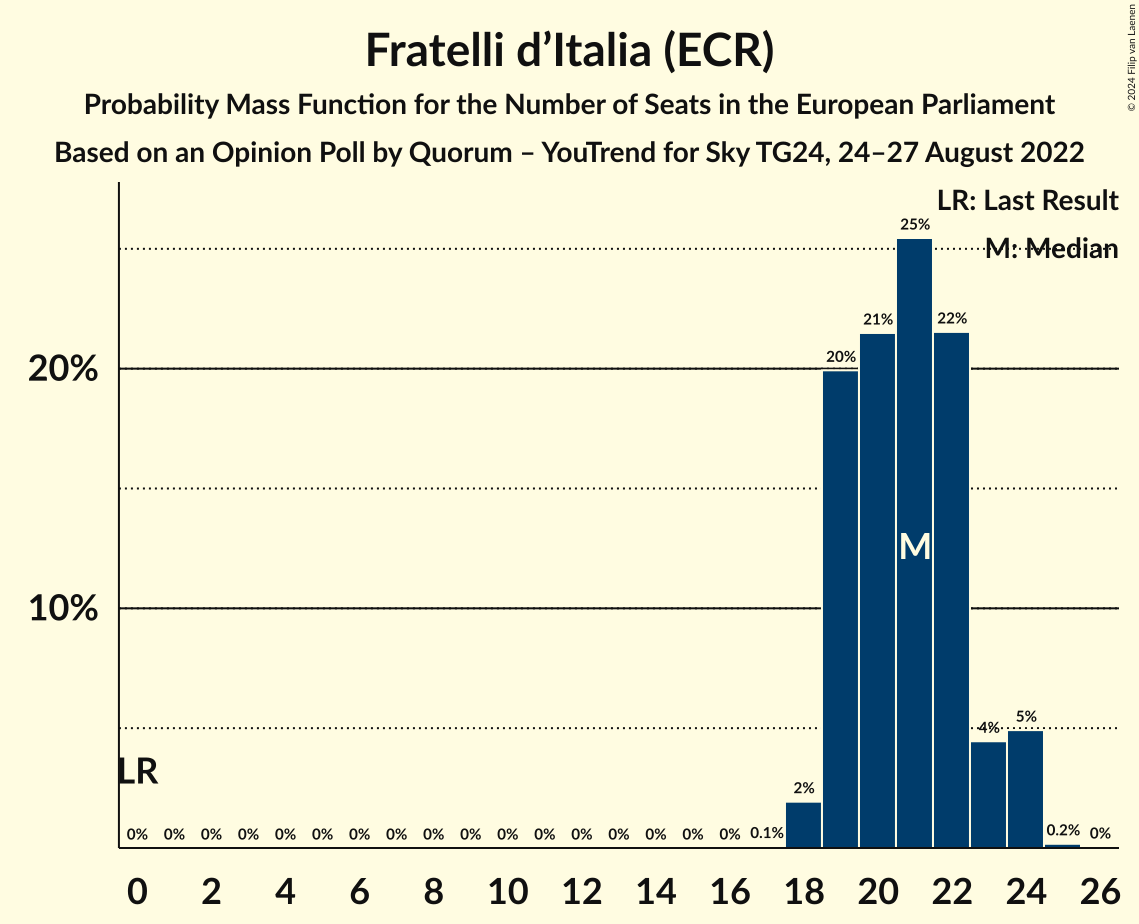 Fratelli d’Italia (ECR)
Probability Mass Function for the Number of Seats in the European Parliament
Based on an Opinion Poll by Quorum – YouTrend for Sky TG24, 24–27 August 2022
© 2024 Filip van Laenen
LR: Last Result
M: Median
20%
10%
LR
M
0% 0% 0% 0% 0% 0% 0% 0% 0% 0% 0% 0% 0% 0% 0% 0% 0% 0.1% 2% 20% 21% 25% 22% 4% 5% 0.2% 0%
0 2 4 6 8 10 12 14 16 18 20 22 24 26